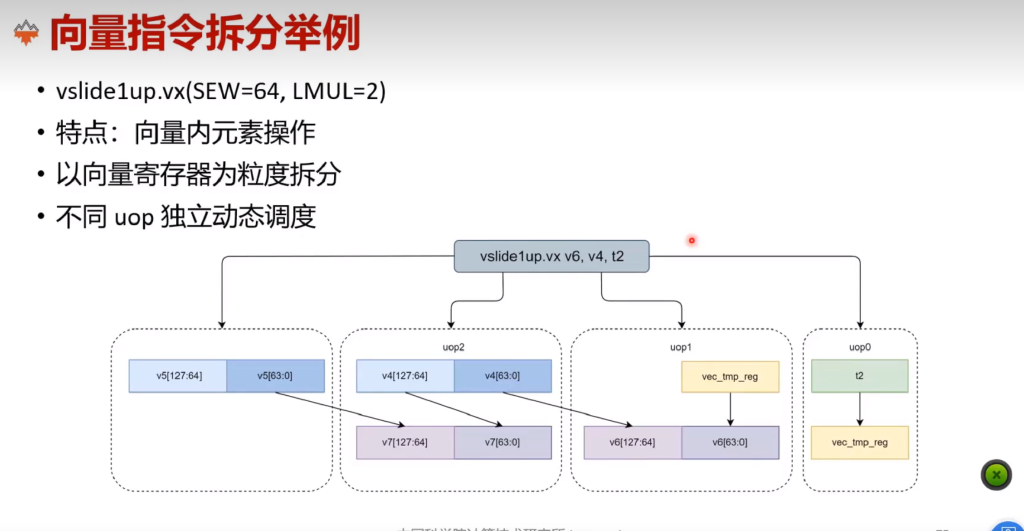 向量指令拆分举例
• vslide1up.vx(SEW=64, LMUL=2)
• 特点：向量内元素操作
• 以向量寄存器为粒度拆分
• 不同 uop 独立动态调度
vslide1up.vx v6, v4, t2
uop2
uop1
uop0
v5[127:64]
v5[63:0]
v4[127:64]
v4[63:0]
vec_tmp_reg
t2
v7[127:64]
v7[63:0]
v6[127:64]
v6[63:0]
vec_tmp_reg